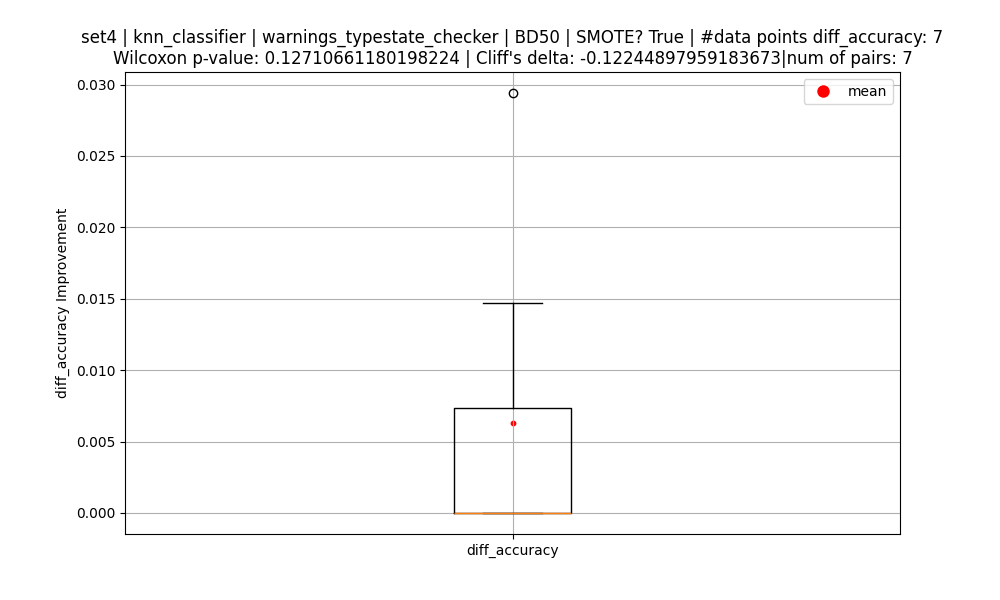 set4 | knn_classifier | warnings_typestate_checker | BD50 | SMOTE? True | #data points diff_accuracy: 7
Wilcoxon p-value: 0.12710661180198224 | Cliff's delta: -0.12244897959183673|num of pairs: 7
mean
0.030
0.025
0.020
0.015
0.010
0.005
0.000
diff_accuracy Improvement
diff_accuracy